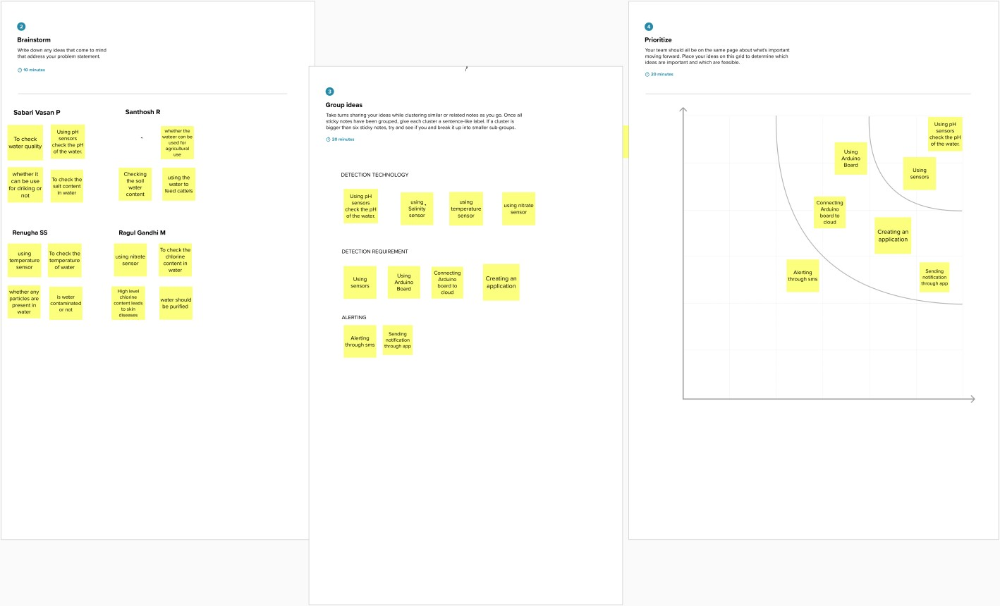 2
Brainstorm
Write down any ideas that come to mind
that address your problem statement.
10 minutes
Sabari Vasan P
To check
water quality
Using pH
sensors
check the pH
of the water.
whether it
can be use
for driking or
not
To check the
salt content
in water
Santhosh R
whether the
wateer can be
used for
agricultural
use
Checking
the soil
water
content
using the
water to
feed cattels
Renugha SS
using
temperature
sensor
To check the
temperature
of water
whether any
particles are
present in
water
is water
contaminated
or not
Ragul Gandhi M
using nitrate
sensor
To check the
chlorine
content in
water
High level
chlorine
content leads
to skin
diseases
water should
be purified
3
Group ideas
Take turns sharing your ideas while clustering similar or related notes as you go. Once all
sticky notes have been grouped, give each cluster a sentence-like label. If a cluster is
bigger than six sticky notes, try and see if you and break it up into smaller sub-groups.
20 minutes
DETECTION TECHNOLOGY
Using pH
sensors
check the pH
of the water.
using
Salinity
sensor
using
temperature
sensor
using nitrate
sensor
DETECTION REQUIREMENT
Using
sensors
Using
Arduino
Board
Connecting
Arduino
board to
cloud
Creating an
application
ALERTING
Alerting
through sms
Sending
notification
through app
4
Prioritize
Your team should all be on the same page about what's important
moving forward. Place your ideas on this grid to determine which
ideas are important and which are feasible.
20 minutes
Using pH
sensors
check the pH
of the water.
Using
Arduino
Board
Using
sensors
Connecting
Arduino
board to
cloud
Creating an
application
Alerting
through sms
Sending
notification
through app